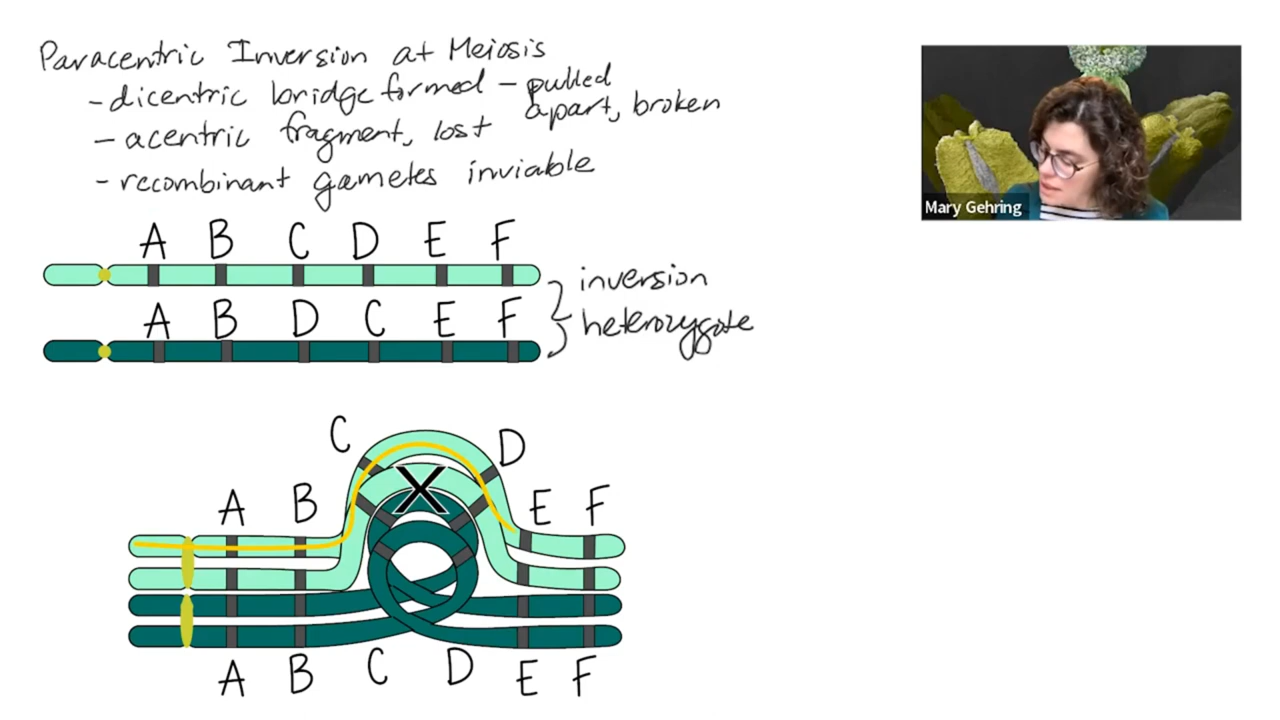 Paracentric Inversion at Meiosis
- dicentric bridge formed - pulled
apart, broken
- acentric fragment, lost
- recombinant gametes inviable
Mary Gehring
A B C D E F
inversion
A B D C E F
heterozygote
C D
A B E F
X
A B C D E F